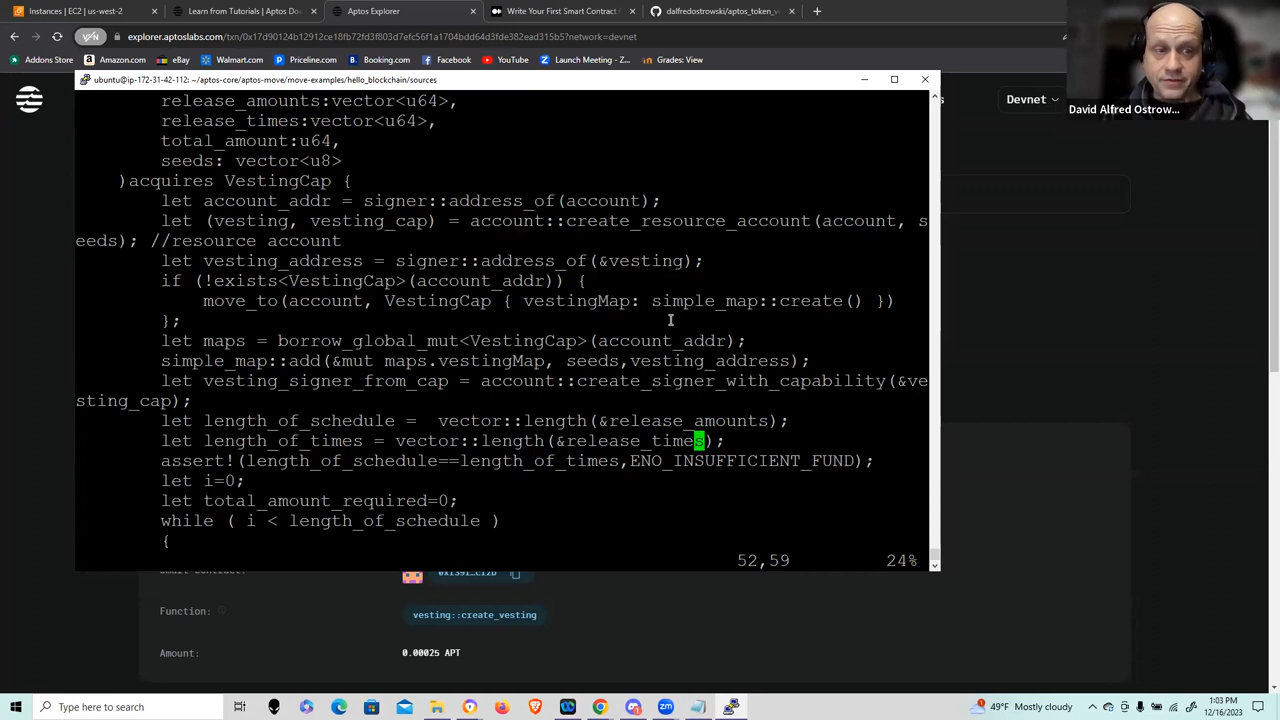 Instances | EC2 | us-east-2
Learn from Tutorials | Aptos Doc
Aptos Explorer
Write Your First Smart Contract
dalfredostrowski/aptos_token_v
explorer.aptoslabs.com/txn/0x17d90124b12912ce18fb72fd3f803d7efc56f1a1704bdd64d3fde382ead315b5?network=devnet
Addons Store
Amazon.com
eBay
Priceline.com
Booking.com
Facebook
YouTube
Launch Meeting - Z...
Grades: View
ubuntu@ip-172-31-42-112: ~/aptos-core/aptos-move/move-examples/hello_blockchain/sources
Devnet
David Alfred Ostrow...
release_amounts:vector<u64>,
release_times:vector<u64>,
total_amount:u64,
seeds: vector<u8>
)acquires VestingCap {
let account_addr = signer::address_of(account);
let (vesting, vesting_cap) = account::create_resource_account(account, s
eeds); //resource account
let vesting_address = signer::address_of(&vesting);
if (!exists<VestingCap>(account_addr)) {
move_to(account, VestingCap { vestingMap: simple_map::create() })
};
let maps = borrow_global_mut<VestingCap>(account_addr);
simple_map::add(&mut maps.vestingMap, seeds,vesting_address);
let vesting_signer_from_cap = account::create_signer_with_capability(&ve
sting_cap);
let length_of_schedule =  vector::length(&release_amounts);
let length_of_times = vector::length(&release_times);
assert!(length_of_schedule==length_of_times,ENO_INSUFFICIENT_FUND);
let i=0;
let total_amount_required=0;
while ( i < length_of_schedule )
{
52,59 24%
Function:
vesting::create_vesting
Amount:
0.00025 APT
Type here to search
49°F Mostly cloudy
1:03 PM
12/16/2023